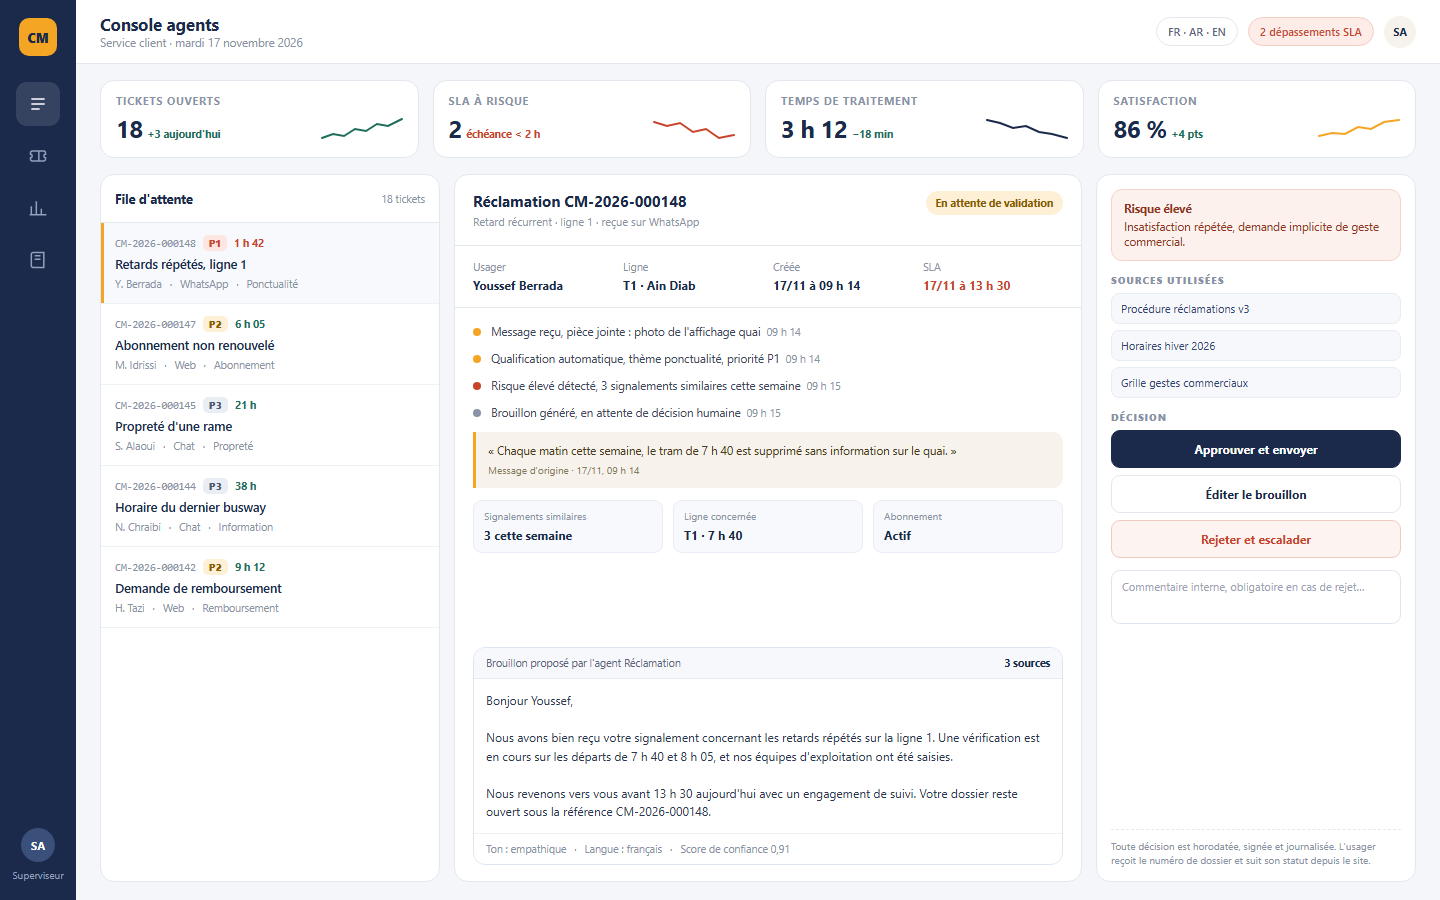 CM
Console agents
Service client · mardi 17 novembre 2026
FR · AR · EN
2 dépassements SLA
SA
TICKETS OUVERTS
18 +3 aujourd'hui
SLA À RISQUE
2 échéance < 2 h
TEMPS DE TRAITEMENT
3 h 12 −18 min
SATISFACTION
86 % +4 pts
File d'attente
18 tickets
CM-2026-000148 P1 1 h 42
Retards répétés, ligne 1
Y. Berrada · WhatsApp · Ponctualité
CM-2026-000147 P2 6 h 05
Abonnement non renouvelé
M. Idrissi · Web · Abonnement
CM-2026-000145 P3 21 h
Propreté d'une rame
S. Alaoui · Chat · Propreté
CM-2026-000144 P3 38 h
Horaire du dernier busway
N. Chraibi · Chat · Information
CM-2026-000142 P2 9 h 12
Demande de remboursement
H. Tazi · Web · Remboursement
Réclamation CM-2026-000148
Retard récurrent · ligne 1 · reçue sur WhatsApp
En attente de validation
Usager
Youssef Berrada
Ligne
T1 · Ain Diab
Créée
17/11 à 09 h 14
SLA
17/11 à 13 h 30
Message reçu, pièce jointe : photo de l'affichage quai 09 h 14
Qualification automatique, thème ponctualité, priorité P1 09 h 14
Risque élevé détecté, 3 signalements similaires cette semaine 09 h 15
Brouillon généré, en attente de décision humaine 09 h 15
« Chaque matin cette semaine, le tram de 7 h 40 est supprimé sans information sur le quai. »
Message d'origine · 17/11, 09 h 14
Signalements similaires
3 cette semaine
Ligne concernée
T1 · 7 h 40
Abonnement
Actif
Brouillon proposé par l'agent Réclamation
3 sources
Bonjour Youssef,
Nous avons bien reçu votre signalement concernant les retards répétés sur la ligne 1. Une vérification est
en cours sur les départs de 7 h 40 et 8 h 05, et nos équipes d'exploitation ont été saisies.
Nous revenons vers vous avant 13 h 30 aujourd'hui avec un engagement de suivi. Votre dossier reste
ouvert sous la référence CM-2026-000148.
Ton : empathique · Langue : français · Score de confiance 0,91
Risque élevé
Insatisfaction répétée, demande implicite de geste
commercial.
SOURCES UTILISÉES
Procédure réclamations v3
Horaires hiver 2026
Grille gestes commerciaux
DÉCISION
Approuver et envoyer
Éditer le brouillon
Rejeter et escalader
Commentaire interne, obligatoire en cas de rejet...
Toute décision est horodatée, signée et journalisée. L'usager
reçoit le numéro de dossier et suit son statut depuis le site.
SA
Superviseur